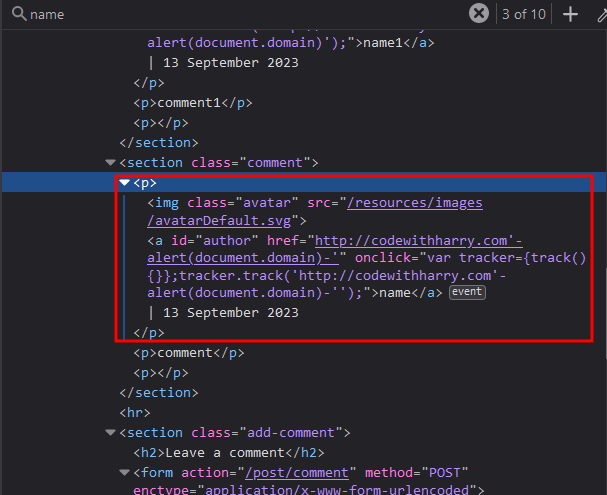 name
3 of 10
alert(document.domain)');">name1</a>
| 13 September 2023
</p>
<p>comment1</p>
<p></p>
</section>
<section class="comment">
<p>
<img class="avatar" src="/resources/images
/avatarDefault.svg">
<a id="author" href="http://codewithharry.com'-
alert(document.domain)-'" onclick="var tracker={track()
{}};tracker.track('http://codewithharry.com'-
alert(document.domain)-'');">name</a> event
| 13 September 2023
</p>
<p>comment</p>
<p></p>
</section>
<hr>
<section class="add-comment">
<h2>Leave a comment</h2>
<form action="/post/comment" method="POST"
enctype="application/x-www-form-urlencoded">